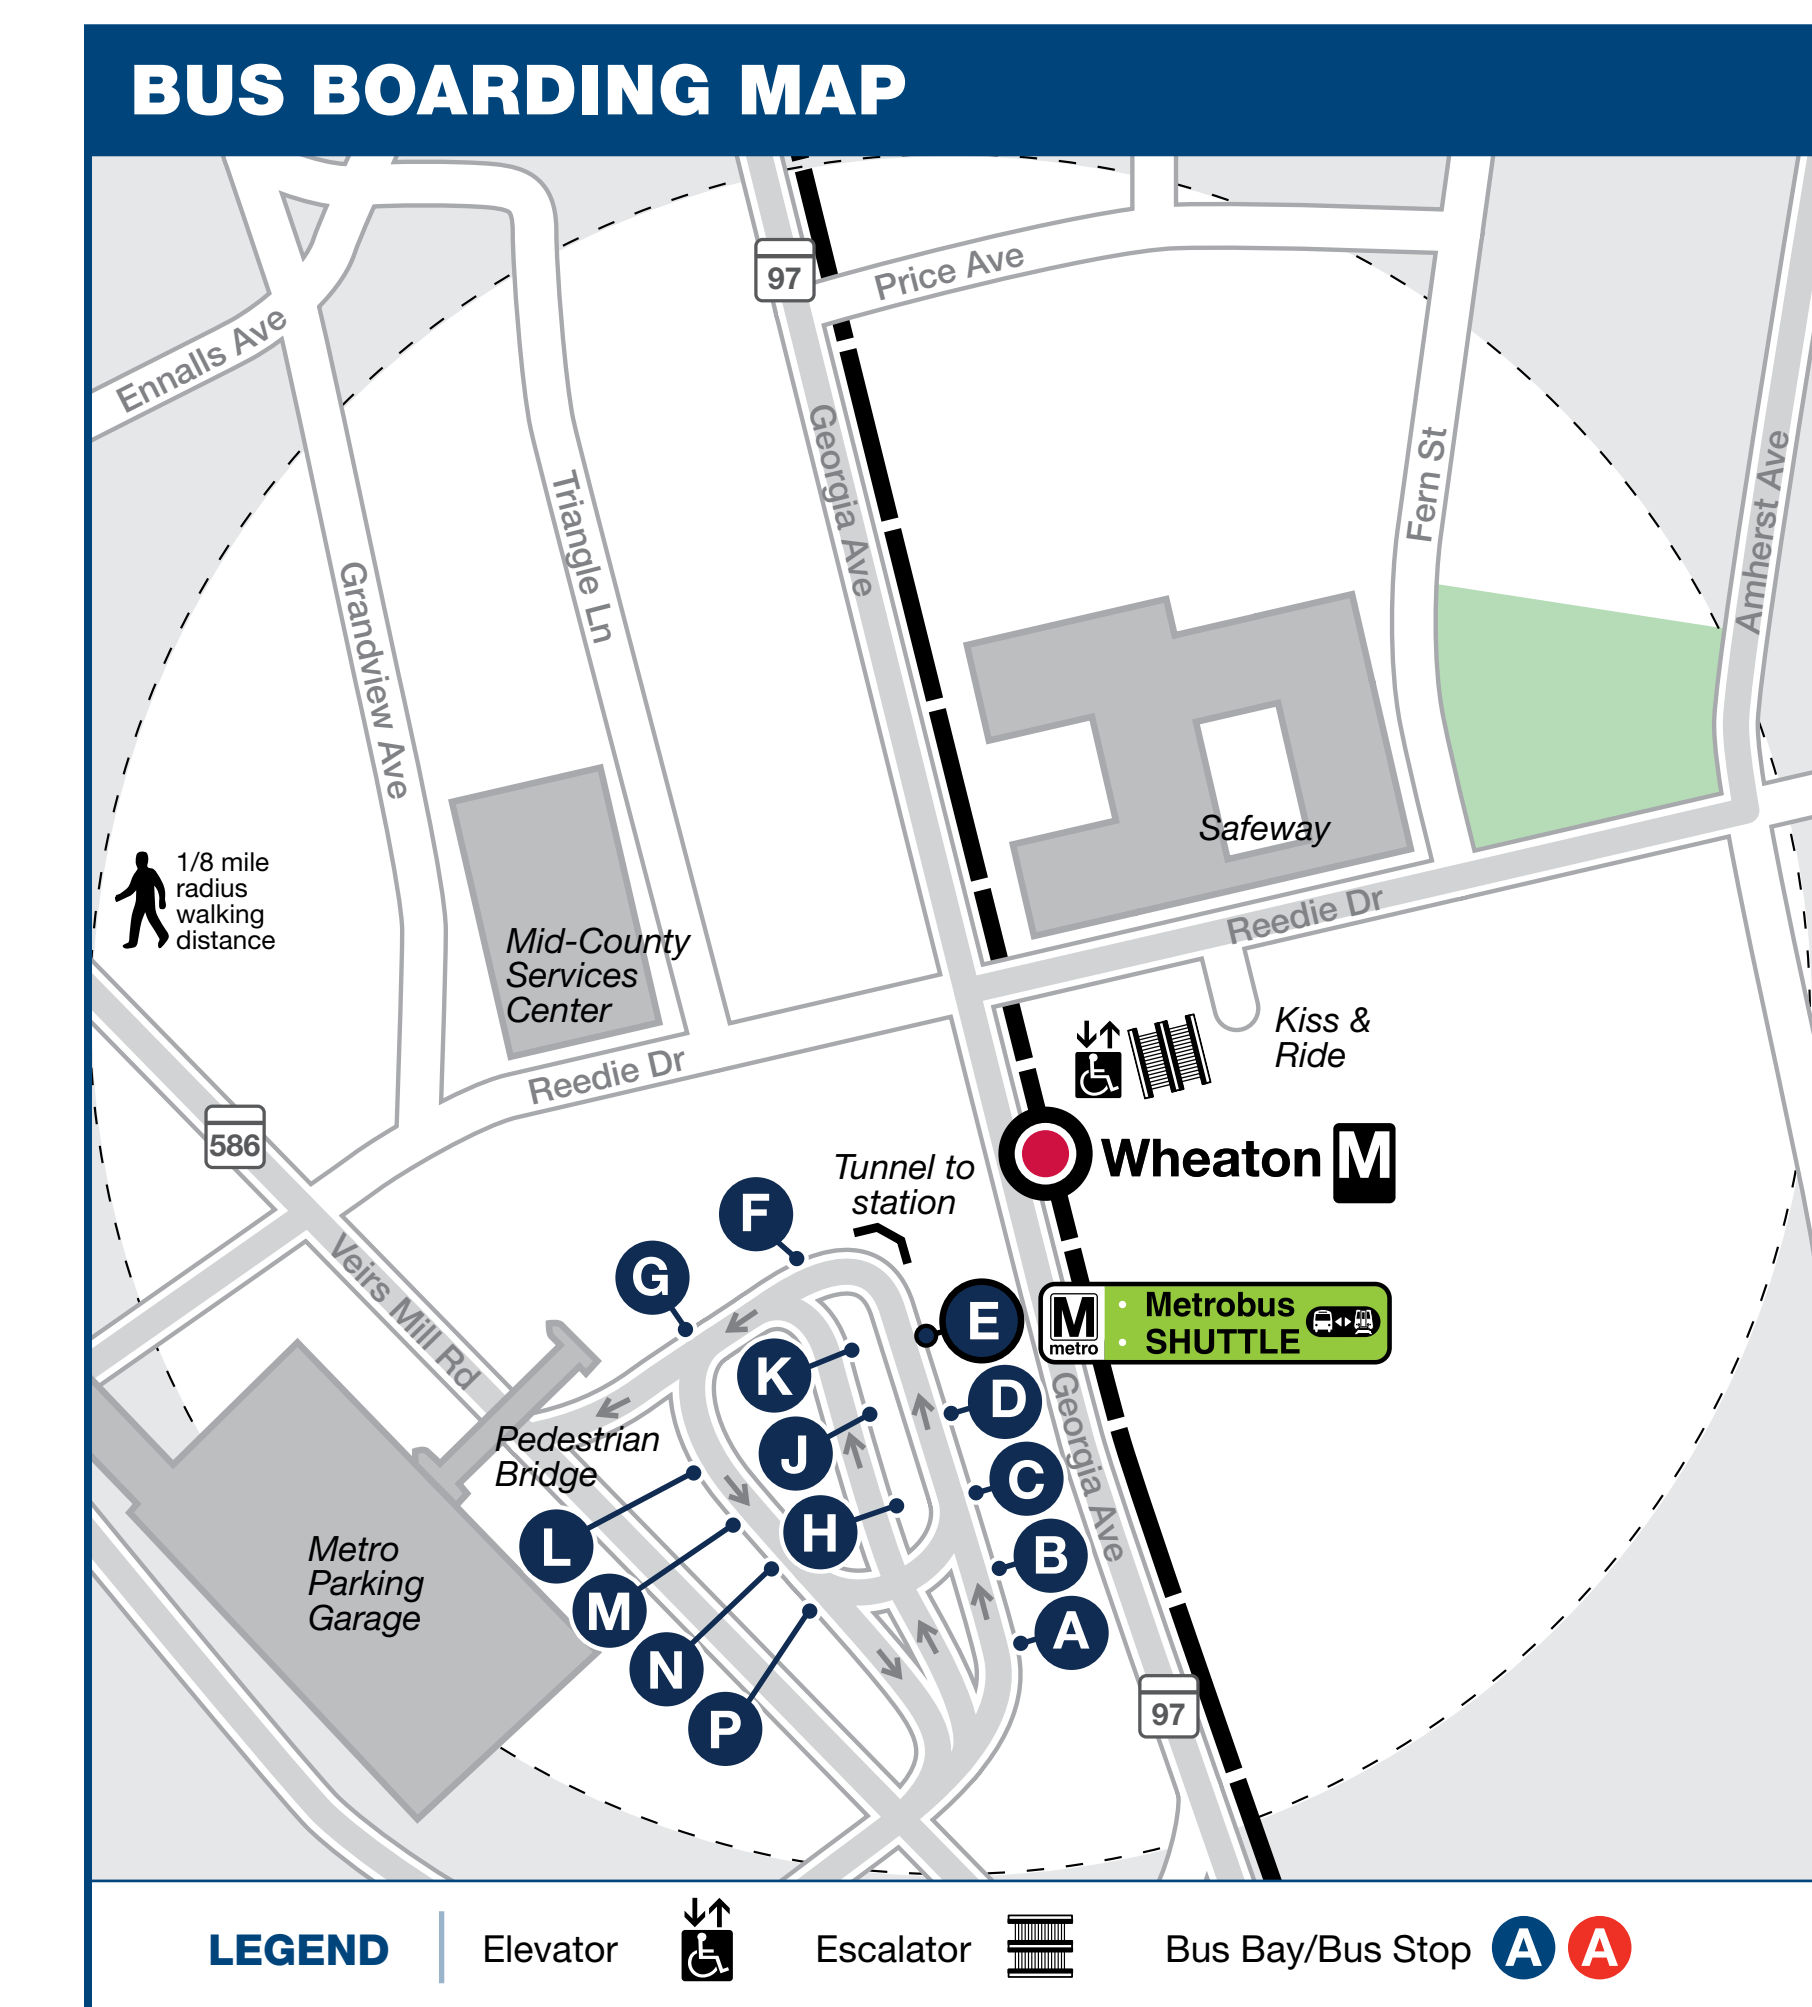 BUS BOARDING MAP
97
Price Ave
Ennalls Ave
Georgia Ave
Fern St
Amherst Ave
Triangle Ln
Grandview Ave
Safeway
1/8 mile
radius
walking
distance
Mid-County
Services
Center
Reedie Dr
Kiss &
Ride
Reedie Dr
586
Wheaton M
Tunnel to
station
F
G
Veirs Mill Rd
E
M
metro
• Metrobus
• SHUTTLE
K
D
Georgia Ave
J
C
Pedestrian
Bridge
H
L
B
Metro
Parking
Garage
M
A
N
P
97
LEGEND
Elevator
Escalator
Bus Bay/Bus Stop A A